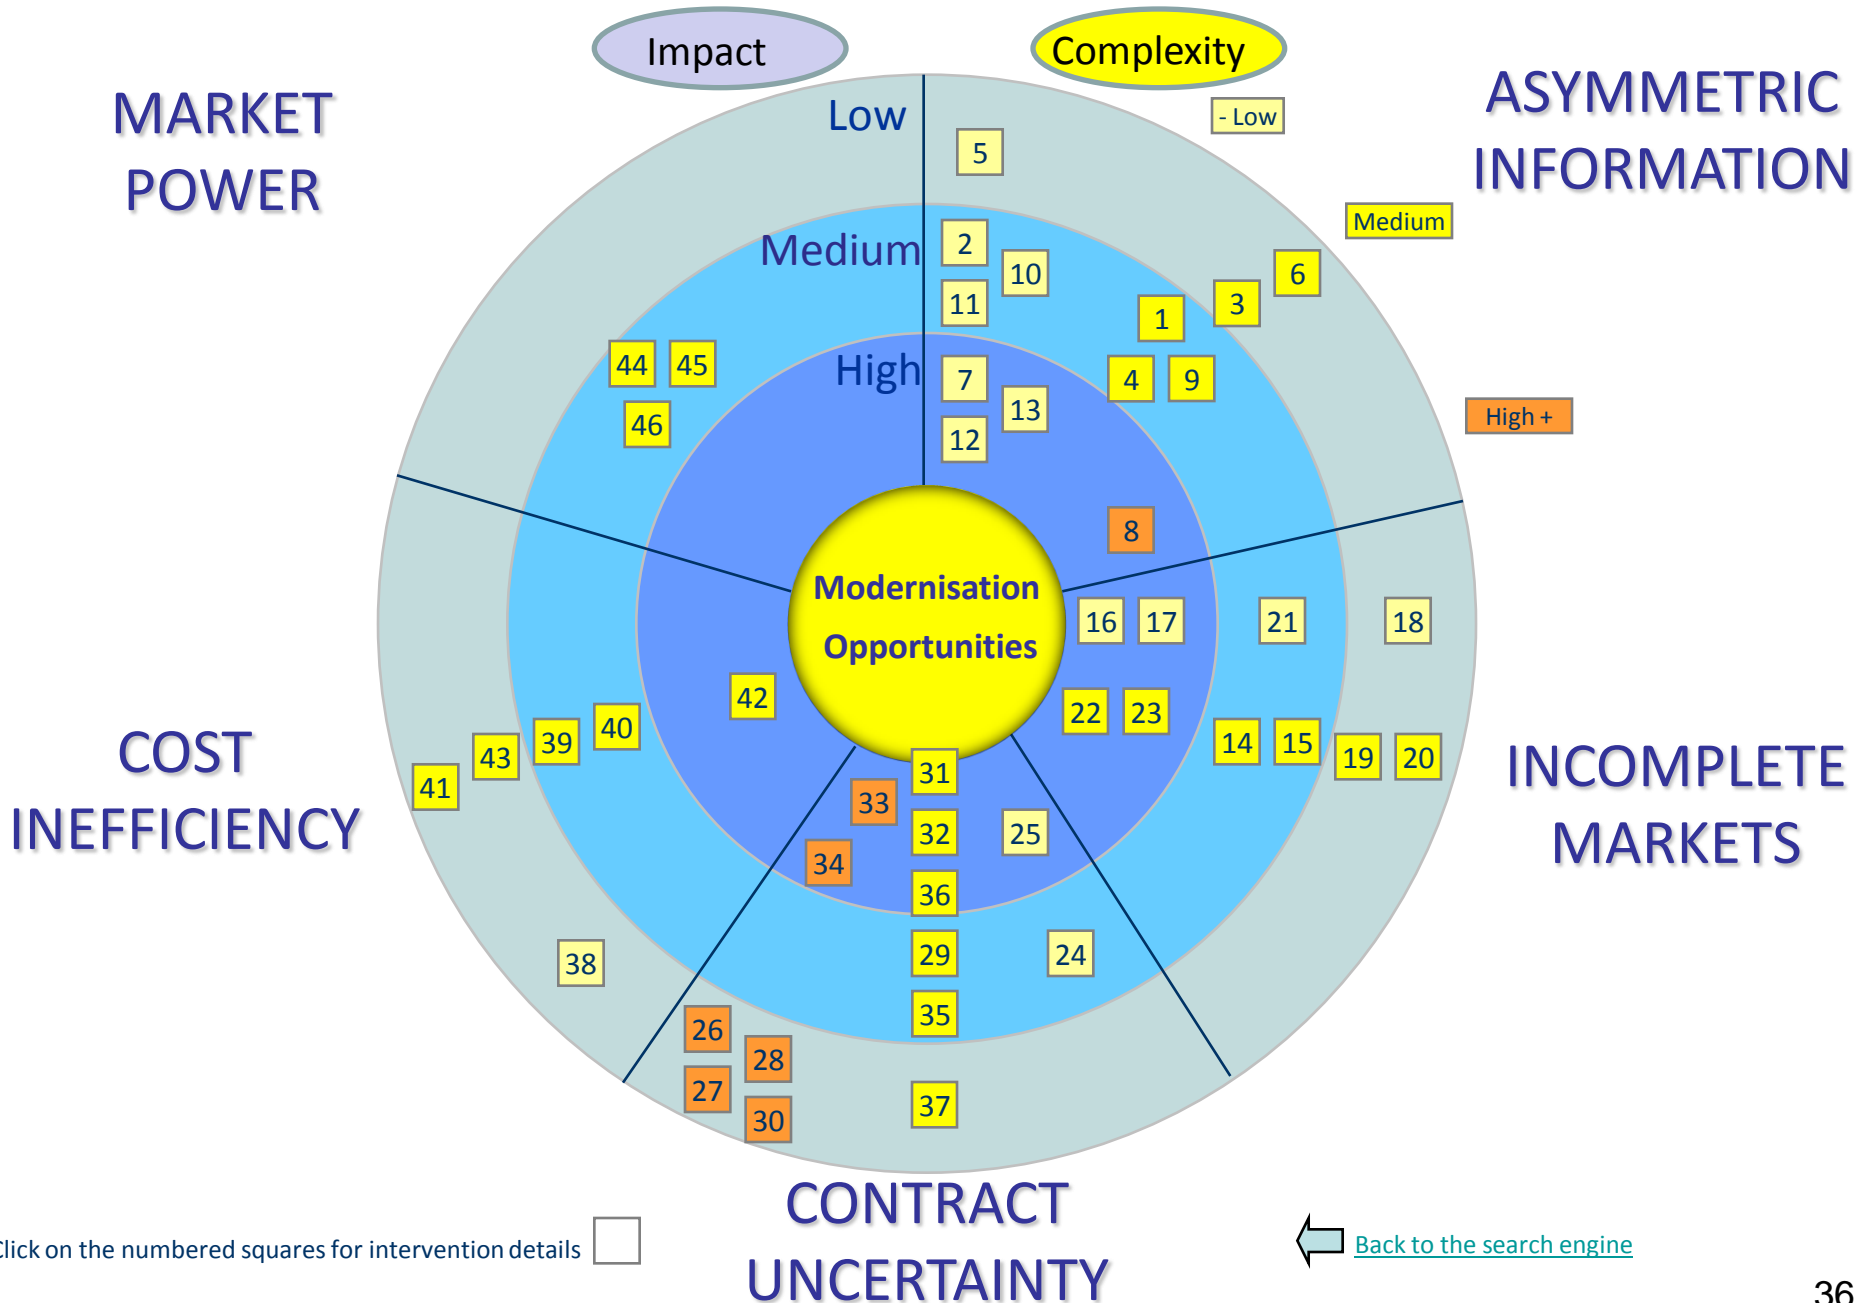 Impact
Complexity
MARKET
POWER
ASYMMETRIC
INFORMATION
- Low
Medium
High +
Low
Medium
High
5
2
10
11
1
3
6
4
9
7
13
12
8
44
45
46
Modernisation
Opportunities
16
17
21
18
22
23
14
15
19
20
42
40
39
43
41
COST
INEFFICIENCY
INCOMPLETE
MARKETS
31
33
32
25
34
36
29
24
35
38
26
28
27
30
37
CONTRACT
UNCERTAINTY
Click on the numbered squares for intervention details
Back to the search engine
36